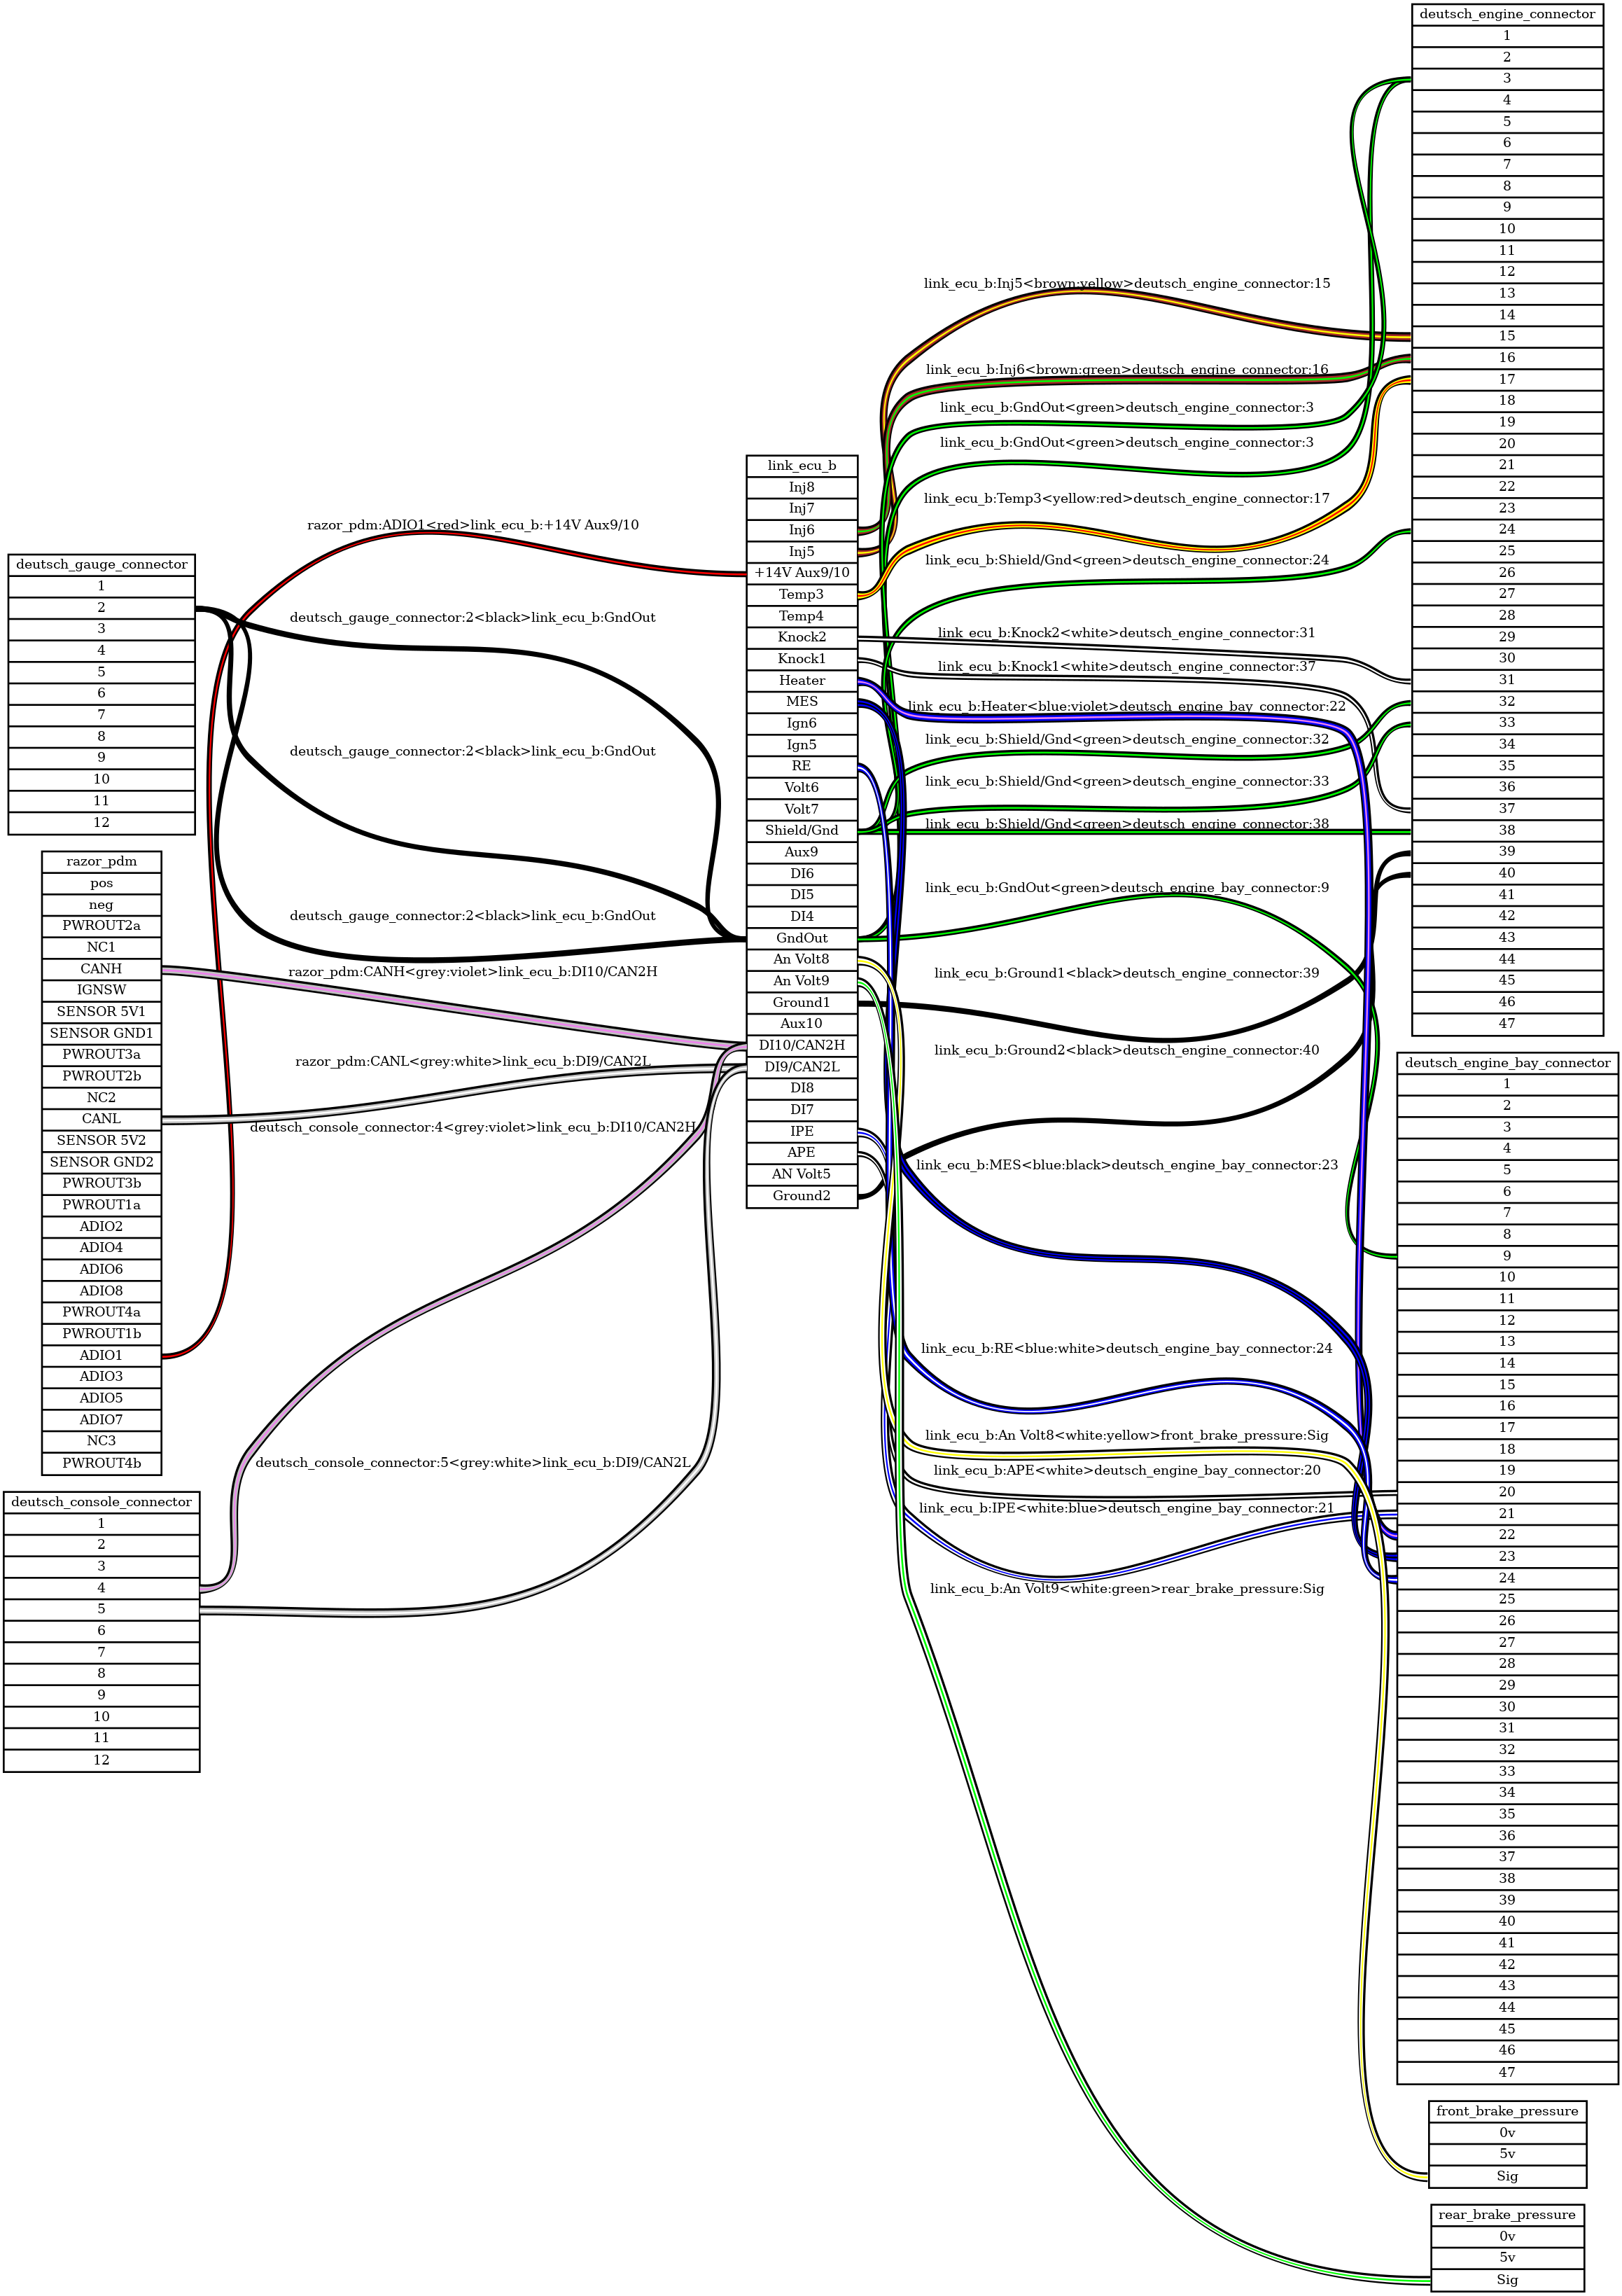 deutsch_gauge_connector
1
2
3
4
5
6
7
8
9
10
11
12
razor_pdm
pos
neg
PWROUT2a
NC1
CANH
IGNSW
SENSOR 5V1
SENSOR GND1
PWROUT3a
PWROUT2b
NC2
CANL
SENSOR 5V2
SENSOR GND2
PWROUT3b
PWROUT1a
ADIO2
ADIO4
ADIO6
ADIO8
PWROUT4a
PWROUT1b
ADIO1
ADIO3
ADIO5
ADIO7
NC3
PWROUT4b
deutsch_console_connector
1
2
3
4
5
6
7
8
9
10
11
12
razor_pdm:ADIO1<red>link_ecu_b:+14V Aux9/10
deutsch_gauge_connector:2<black>link_ecu_b:GndOut
deutsch_gauge_connector:2<black>link_ecu_b:GndOut
deutsch_gauge_connector:2<black>link_ecu_b:GndOut
razor_pdm:CANH<grey:violet>link_ecu_b:DI10/CAN2H
razor_pdm:CANL<grey:white>link_ecu_b:DI9/CAN2L
deutsch_console_connector:4<grey:violet>link_ecu_b:DI10/CAN2H
deutsch_console_connector:5<grey:white>link_ecu_b:DI9/CAN2L
link_ecu_b
Inj8
Inj7
Inj6
Inj5
+14V Aux9/10
Temp3
Temp4
Knock2
Knock1
Heater
MES
Ign6
Ign5
RE
Volt6
Volt7
Shield/Gnd
Aux9
DI6
DI5
DI4
GndOut
An Volt8
An Volt9
Ground1
Aux10
DI10/CAN2H
DI9/CAN2L
DI8
DI7
IPE
APE
AN Volt5
Ground2
link_ecu_b:Inj5<brown:yellow>deutsch_engine_connector:15
link_ecu_b:Inj6<brown:green>deutsch_engine_connector:16
link_ecu_b:GndOut<green>deutsch_engine_connector:3
link_ecu_b:GndOut<green>deutsch_engine_connector:3
link_ecu_b:Temp3<yellow:red>deutsch_engine_connector:17
link_ecu_b:Shield/Gnd<green>deutsch_engine_connector:24
link_ecu_b:Knock2<white>deutsch_engine_connector:31
link_ecu_b:Knock1<white>deutsch_engine_connector:37
link_ecu_b:Heater<blue:violet>deutsch_engine_bay_connector:22
link_ecu_b:Shield/Gnd<green>deutsch_engine_connector:32
link_ecu_b:Shield/Gnd<green>deutsch_engine_connector:33
link_ecu_b:Shield/Gnd<green>deutsch_engine_connector:38
link_ecu_b:GndOut<green>deutsch_engine_bay_connector:9
link_ecu_b:Ground1<black>deutsch_engine_connector:39
link_ecu_b:Ground2<black>deutsch_engine_connector:40
link_ecu_b:MES<blue:black>deutsch_engine_bay_connector:23
link_ecu_b:RE<blue:white>deutsch_engine_bay_connector:24
link_ecu_b:An Volt8<white:yellow>front_brake_pressure:Sig
link_ecu_b:APE<white>deutsch_engine_bay_connector:20
link_ecu_b:IPE<white:blue>deutsch_engine_bay_connector:21
link_ecu_b:An Volt9<white:green>rear_brake_pressure:Sig
deutsch_engine_connector
1
2
3
4
5
6
7
8
9
10
11
12
13
14
15
16
17
18
19
20
21
22
23
24
25
26
27
28
29
30
31
32
33
34
35
36
37
38
39
40
41
42
43
44
45
46
47
deutsch_engine_bay_connector
1
2
3
4
5
6
7
8
9
10
11
12
13
14
15
16
17
18
19
20
21
22
23
24
25
26
27
28
29
30
31
32
33
34
35
36
37
38
39
40
41
42
43
44
45
46
47
front_brake_pressure
0v
5v
Sig
rear_brake_pressure
0v
5v
Sig